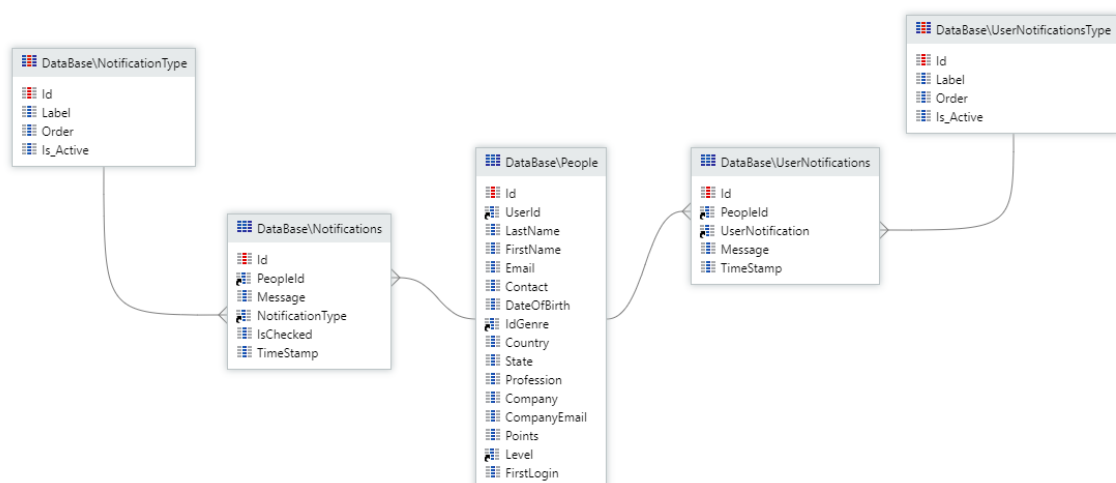 DataBase\NotificationType
Id
Label
Order
Is_Active
DataBase\Notifications
Id
PeopleId
Message
NotificationType
IsChecked
TimeStamp
DataBase\People
Id
UserId
LastName
FirstName
Email
Contact
DateOfBirth
IdGenre
Country
State
Profession
Company
CompanyEmail
Points
Level
FirstLogin
DataBase\UserNotifications
Id
PeopleId
UserNotification
Message
TimeStamp
DataBase\UserNotificationsType
Id
Label
Order
Is_Active